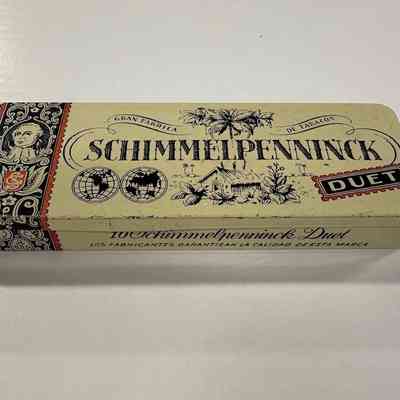 GRAN FABRICA DE TABACOS
SCHIMMELPENNINCK
DUET
10 Schimmelpenninck Duet
LOS FABRICANTES GARANTIZAN LA CALIDAD DE ESTA MARCA